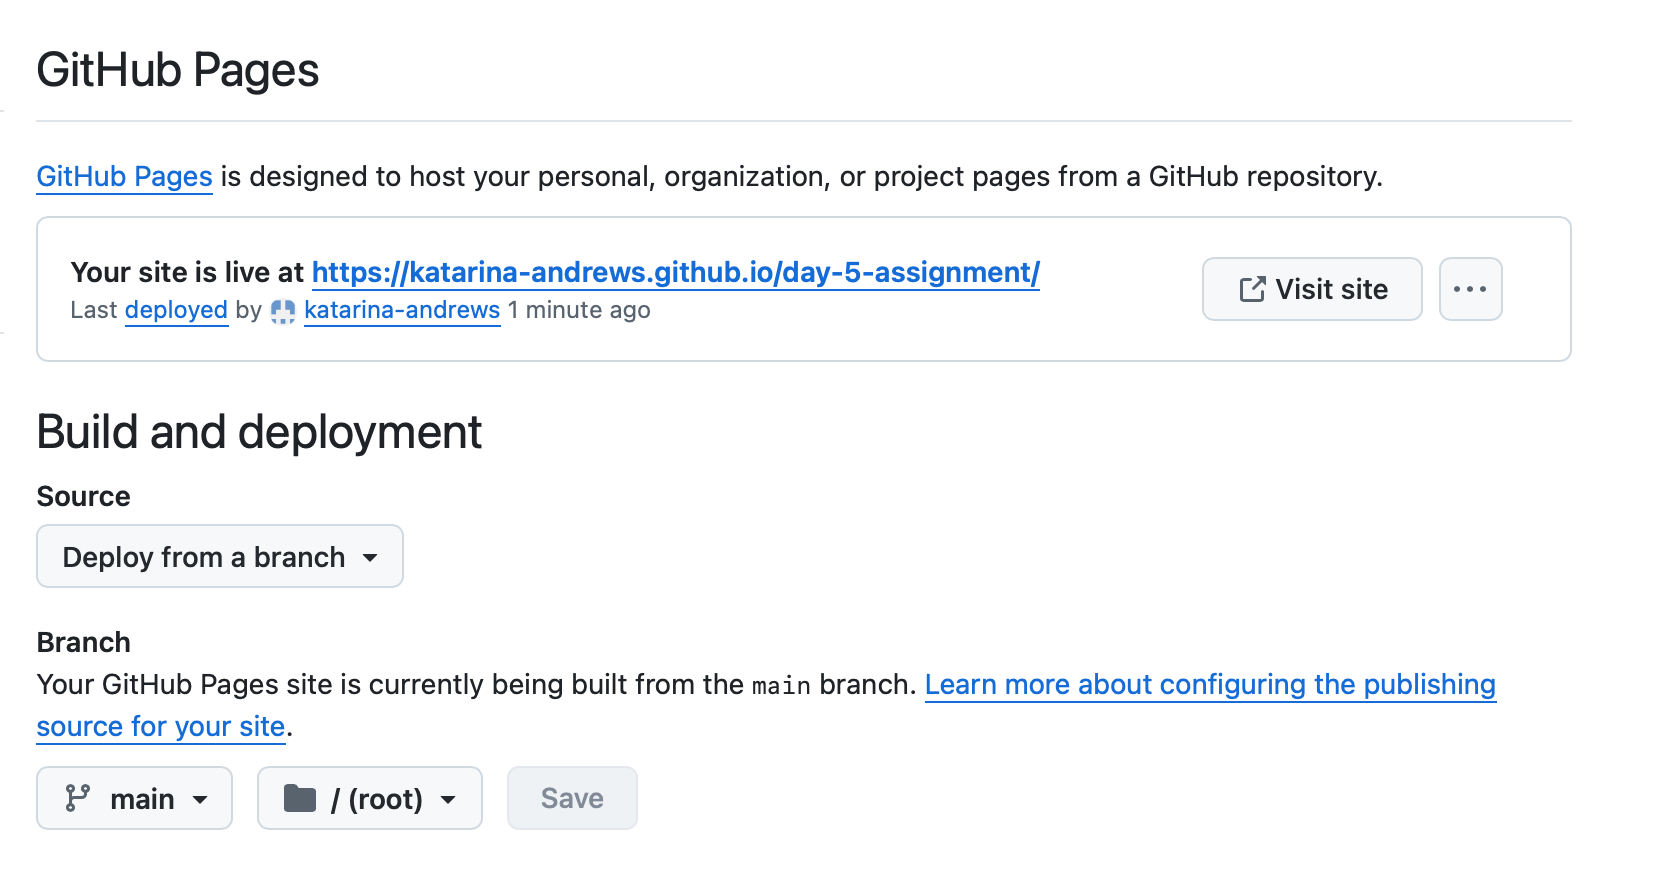 GitHub Pages
GitHub Pages is designed to host your personal, organization, or project pages from a GitHub repository.
Your site is live at https://katarina-andrews.github.io/day-5-assignment/
Last deployed by katarina-andrews 1 minute ago
Visit site
Build and deployment
Source
Deploy from a branch
Branch
Your GitHub Pages site is currently being built from the main branch. Learn more about configuring the publishing
source for your site.
main
/ (root)
Save